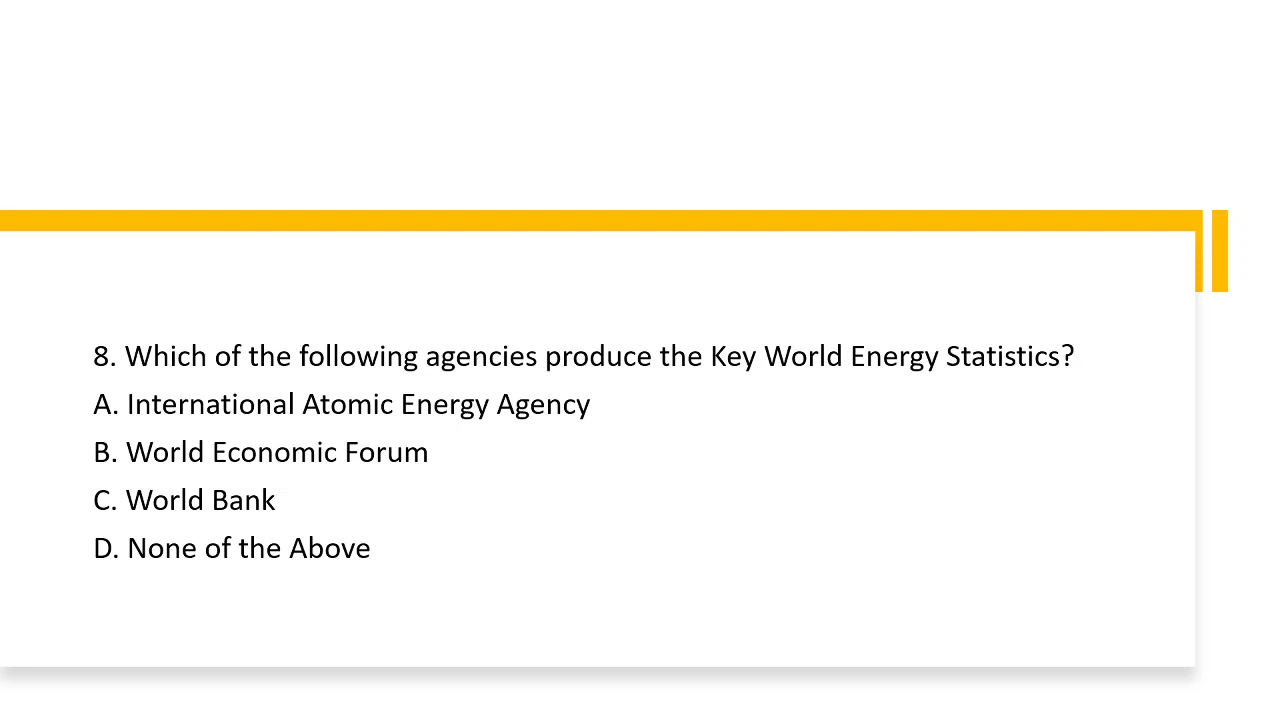 8. Which of the following agencies produce the Key World Energy Statistics?
A. International Atomic Energy Agency
B. World Economic Forum
C. World Bank
D. None of the Above